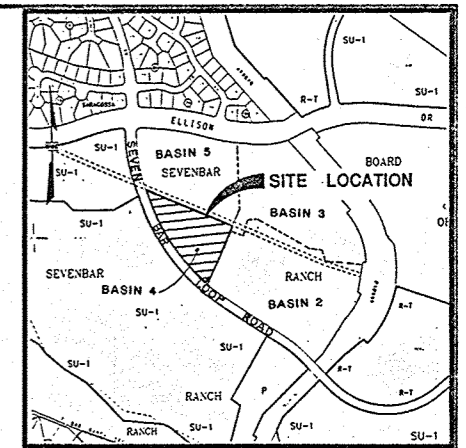 SU-1
SU-1
SARAGOSSA
R-T
SU-1
ELLISON
DR
SU-1
BASIN 5
SEVENBAR
BOARD
SU-1
SITE LOCATION
BASIN 3
SEVENBAR
RANCH
BASIN 4
BASIN 2
SEVEN BAR LOOP ROAD
R-T
SU-1
SU-1
RANCH
P
R-T
R-T
RANCH
SU-1
SU-1